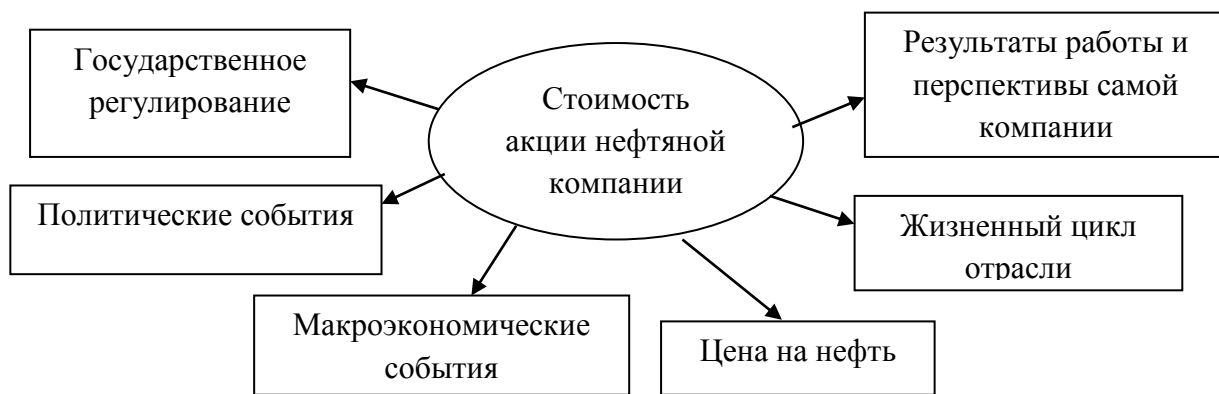 Государственное
регулирование
Стоимость
акции нефтяной
компании
Результаты работы и
перспективы самой
компании
Политические события
Жизненный цикл
отрасли
Макроэкономические
события
Цена на нефть